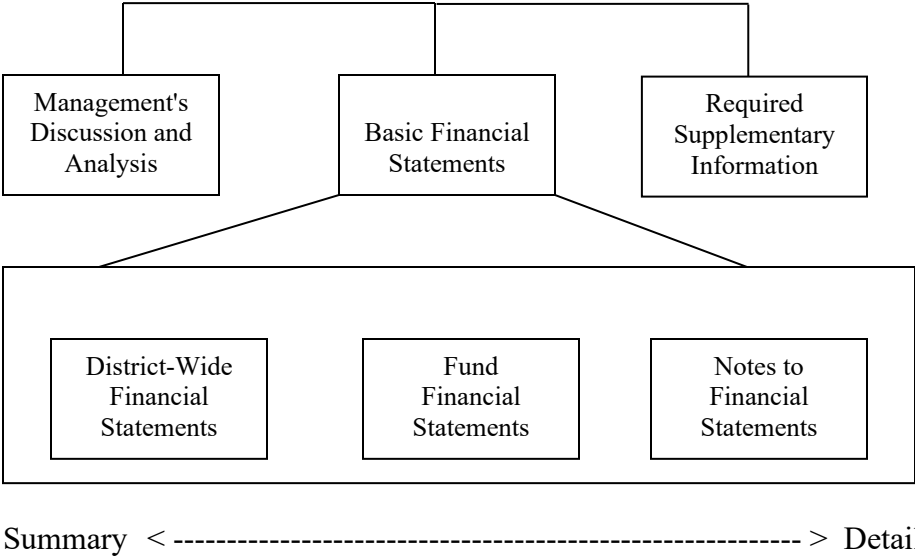 Management's
Discussion and
Analysis
Basic Financial
Statements
Required
Supplementary
Information
District-Wide
Financial
Statements
Fund
Financial
Statements
Notes to
Financial
Statements
Summary < ----------------------------------------------------------- > Detail